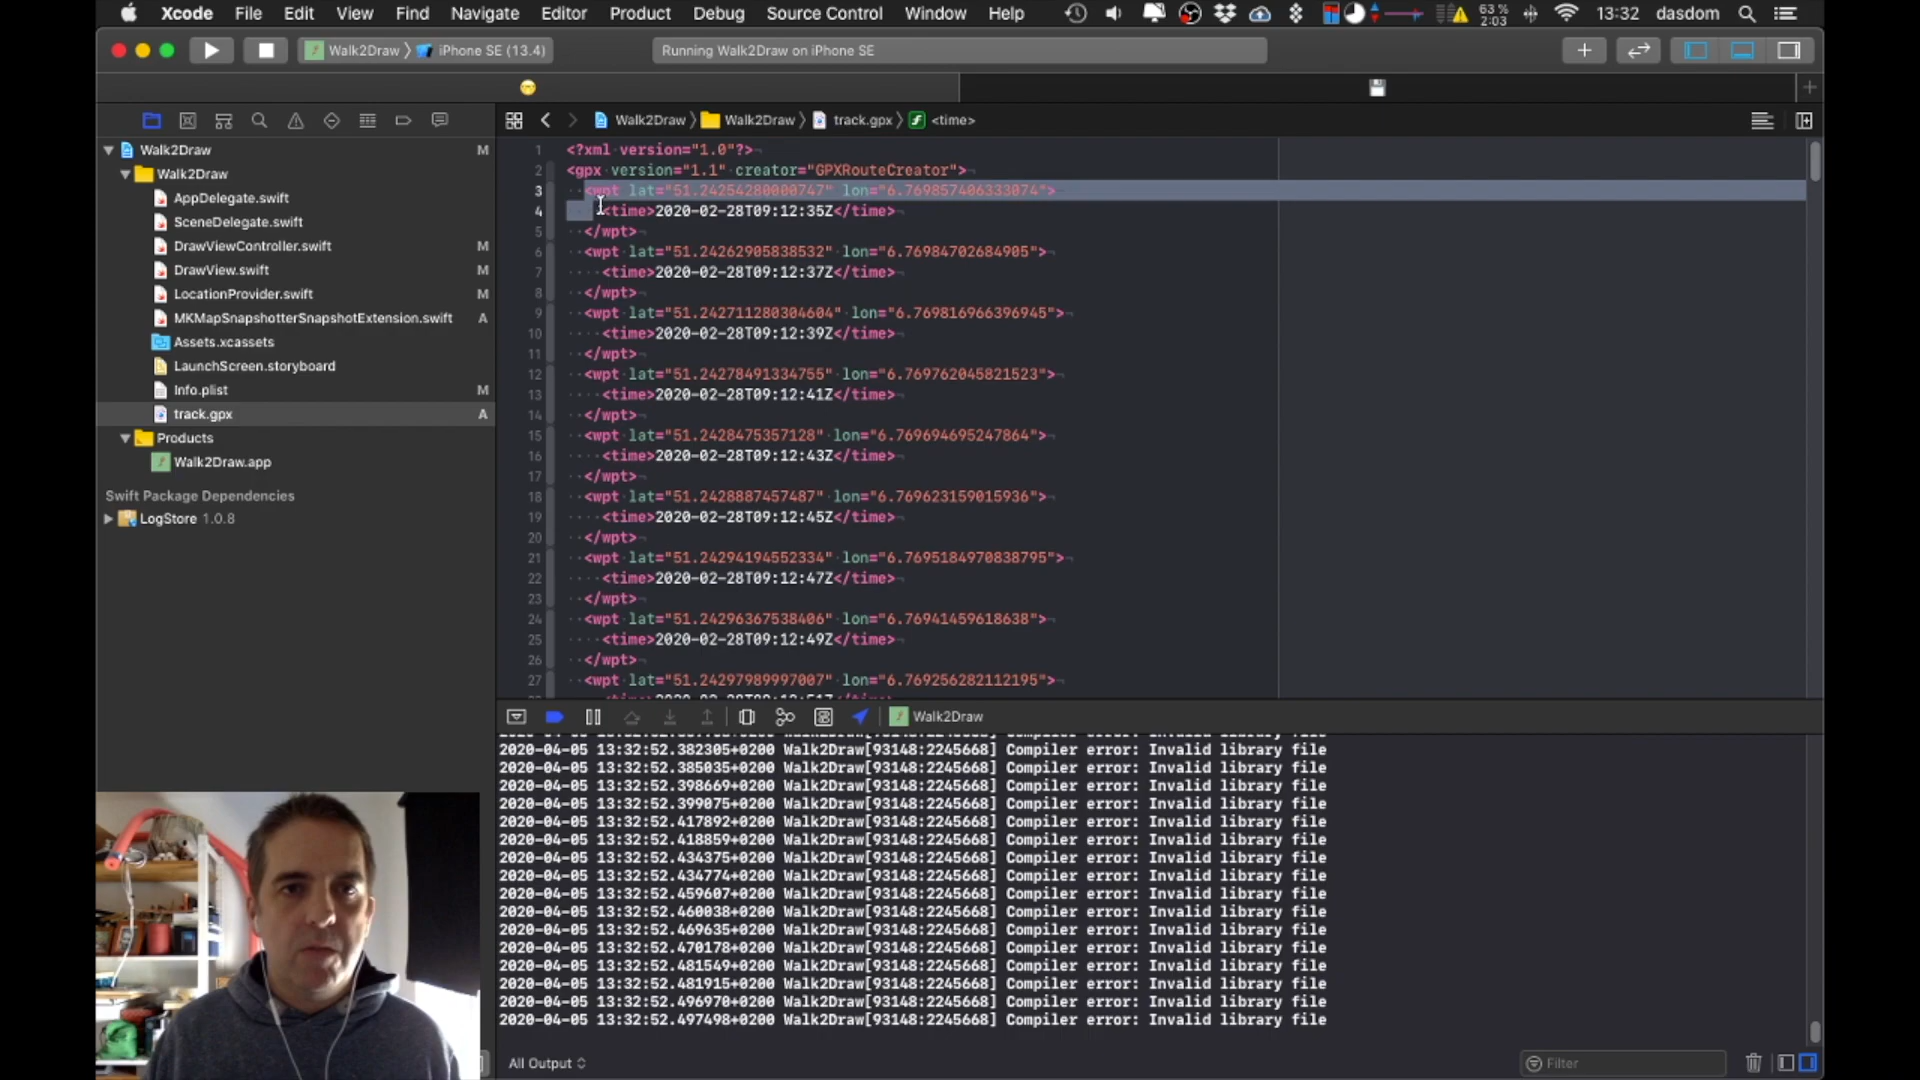 Xcode File Edit View Find Navigate Editor Product Debug Source Control Window Help 63 % 2:03 13:32 dasdom
Walk2Draw iPhone SE (13.4) Running Walk2Draw on iPhone SE
Walk2Draw M
Walk2Draw
AppDelegate.swift
SceneDelegate.swift
DrawViewController.swift M
DrawView.swift M
LocationProvider.swift M
MKMapSnapshotterSnapshotExtension.swift A
Assets.xcassets
LaunchScreen.storyboard
Info.plist M
track.gpx A
Products
Walk2Draw.app
Swift Package Dependencies
LogStore 1.0.8
Walk2Draw Walk2Draw track.gpx <time>
1 <?xml version="1.0"?>
2 <gpx version="1.1" creator="GPXRouteCreator">
3 <wpt lat="51.24254280000747" lon="6.769857406333074">
4 <time>2020-02-28T09:12:35Z</time>
5 </wpt>
6 <wpt lat="51.24262905838532" lon="6.76984702684905">
7 <time>2020-02-28T09:12:37Z</time>
8 </wpt>
9 <wpt lat="51.242711280304604" lon="6.769816966396945">
10 <time>2020-02-28T09:12:39Z</time>
11 </wpt>
12 <wpt lat="51.24278491334755" lon="6.769762045821523">
13 <time>2020-02-28T09:12:41Z</time>
14 </wpt>
15 <wpt lat="51.2428475357128" lon="6.769694695247864">
16 <time>2020-02-28T09:12:43Z</time>
17 </wpt>
18 <wpt lat="51.2428887457487" lon="6.769623159015936">
19 <time>2020-02-28T09:12:45Z</time>
20 </wpt>
21 <wpt lat="51.24294194552334" lon="6.7695184970838795">
22 <time>2020-02-28T09:12:47Z</time>
23 </wpt>
24 <wpt lat="51.24296367538406" lon="6.76941459618638">
25 <time>2020-02-28T09:12:49Z</time>
26 </wpt>
27 <wpt lat="51.24297989997007" lon="6.769256282112195">
Walk2Draw
2020-04-05 13:32:52.382305+0200 Walk2Draw[93148:2245668] Compiler error: Invalid library file
2020-04-05 13:32:52.385035+0200 Walk2Draw[93148:2245668] Compiler error: Invalid library file
2020-04-05 13:32:52.398669+0200 Walk2Draw[93148:2245668] Compiler error: Invalid library file
2020-04-05 13:32:52.399075+0200 Walk2Draw[93148:2245668] Compiler error: Invalid library file
2020-04-05 13:32:52.417892+0200 Walk2Draw[93148:2245668] Compiler error: Invalid library file
2020-04-05 13:32:52.418859+0200 Walk2Draw[93148:2245668] Compiler error: Invalid library file
2020-04-05 13:32:52.434375+0200 Walk2Draw[93148:2245668] Compiler error: Invalid library file
2020-04-05 13:32:52.434774+0200 Walk2Draw[93148:2245668] Compiler error: Invalid library file
2020-04-05 13:32:52.459607+0200 Walk2Draw[93148:2245668] Compiler error: Invalid library file
2020-04-05 13:32:52.460038+0200 Walk2Draw[93148:2245668] Compiler error: Invalid library file
2020-04-05 13:32:52.469635+0200 Walk2Draw[93148:2245668] Compiler error: Invalid library file
2020-04-05 13:32:52.470178+0200 Walk2Draw[93148:2245668] Compiler error: Invalid library file
2020-04-05 13:32:52.481549+0200 Walk2Draw[93148:2245668] Compiler error: Invalid library file
2020-04-05 13:32:52.481915+0200 Walk2Draw[93148:2245668] Compiler error: Invalid library file
2020-04-05 13:32:52.496970+0200 Walk2Draw[93148:2245668] Compiler error: Invalid library file
2020-04-05 13:32:52.497498+0200 Walk2Draw[93148:2245668] Compiler error: Invalid library file
All Output Filter